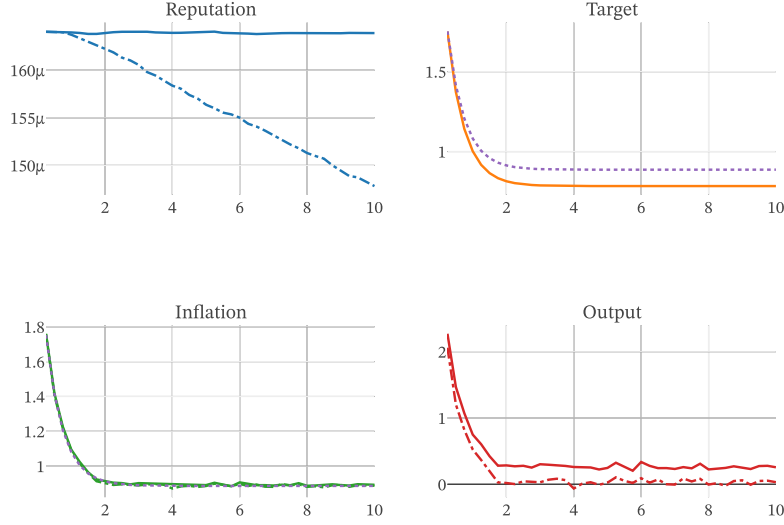 Reputation
160μ
155μ
150μ
2 4 6 8 10
Target
1.5
1
2 4 6 8 10
Inflation
1.8
1.6
1.4
1.2
1
2 4 6 8 10
Output
2
1
0
2 4 6 8 10